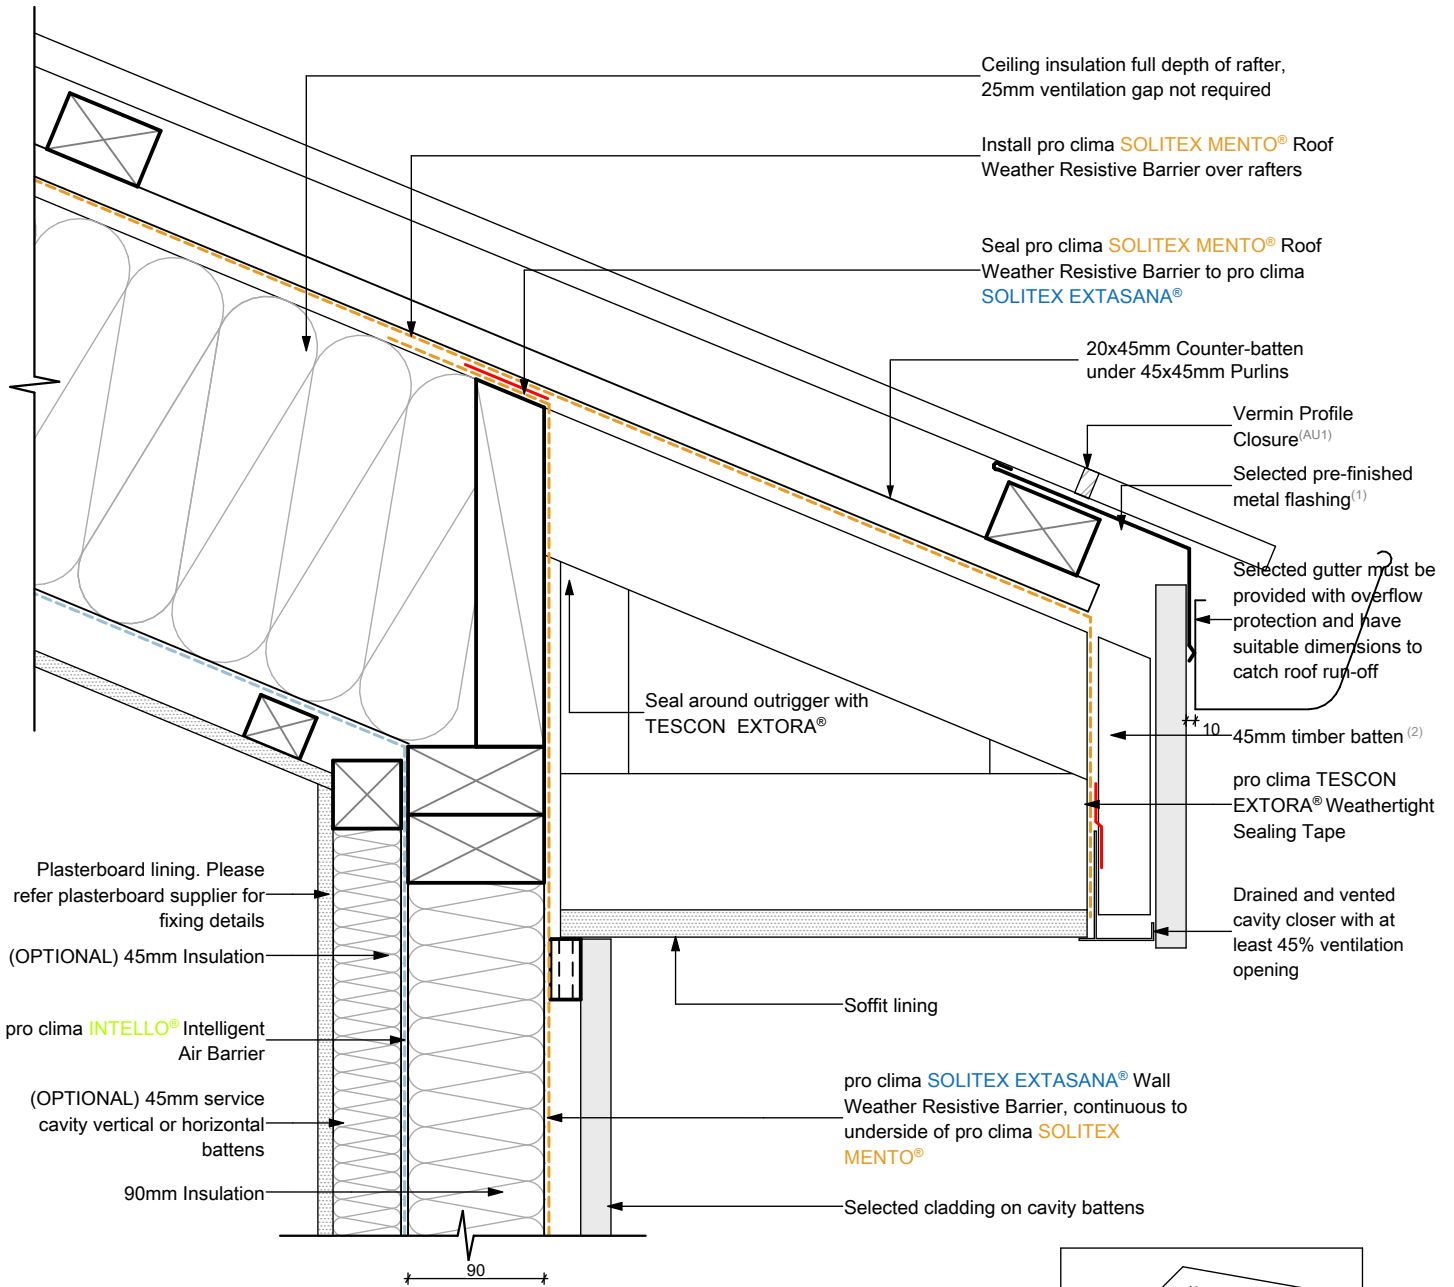 Ceiling insulation full depth of rafter,
25mm ventilation gap not required
Install pro clima SOLITEX MENTO® Roof
Weather Resistive Barrier over rafters
Seal pro clima SOLITEX MENTO® Roof
Weather Resistive Barrier to pro clima
SOLITEX EXTASANA®
20x45mm Counter-batten
under 45x45mm Purlins
Vermin Profile
Closure(AU1)
Selected pre-finished
metal flashing(1)
Selected gutter must be
provided with overflow
protection and have
suitable dimensions to
catch roof run-off
10
45mm timber batten (2)
pro clima TESCON
EXTORA® Weathertight
Sealing Tape
Drained and vented
cavity closer with at
least 45% ventilation
opening
Seal around outrigger with
TESCON EXTORA®
Soffit lining
pro clima SOLITEX EXTASANA® Wall
Weather Resistive Barrier, continuous to
underside of pro clima SOLITEX
MENTO®
Selected cladding on cavity battens
Plasterboard lining. Please
refer plasterboard supplier for
fixing details
(OPTIONAL) 45mm Insulation
pro clima INTELLO® Intelligent
Air Barrier
(OPTIONAL) 45mm service
cavity vertical or horizontal
battens
90mm Insulation
90